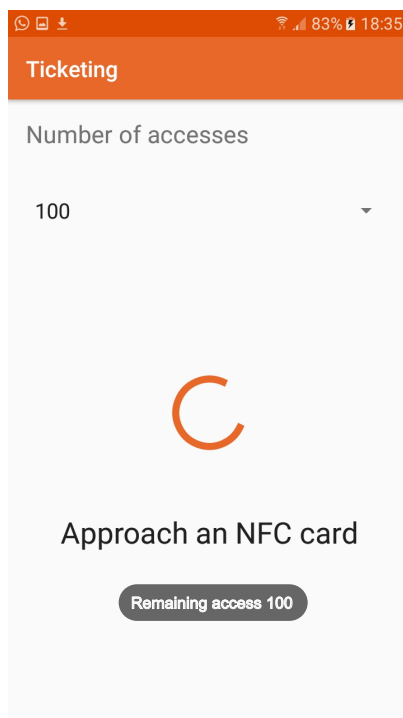 83% 18:35
Ticketing
Number of accesses
100
Approach an NFC card
Remaining access 100